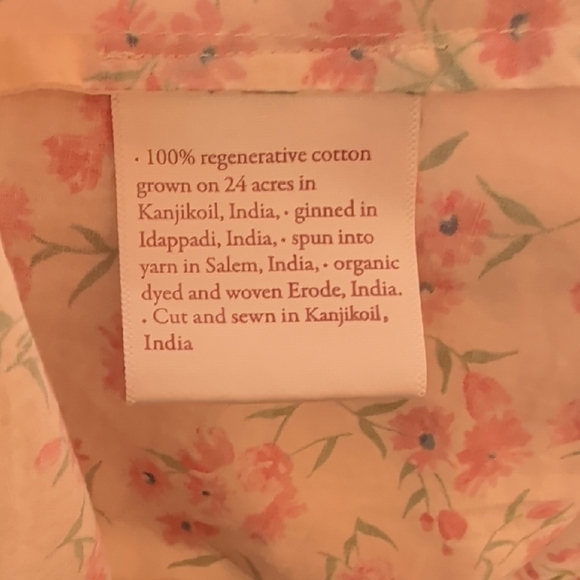 · 100% regenerative cotton
grown on 24 acres in
Kanjikoil, India, · ginned in
Idappadi, India, · spun into
yarn in Salem, India, · organic
dyed and woven Erode, India.
· Cut and sewn in Kanjikoil,
India